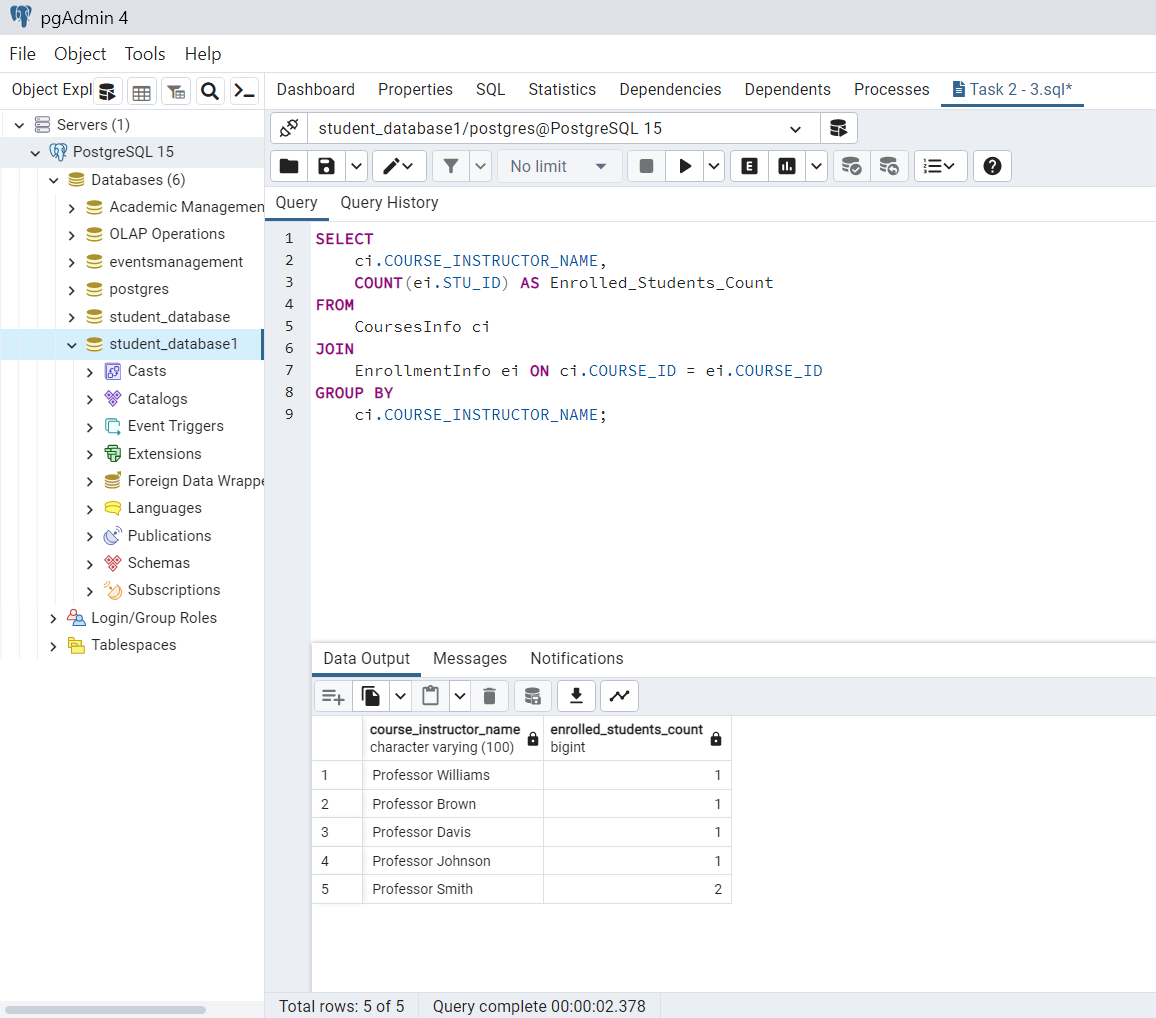 pgAdmin 4
File Object Tools Help
Object Expl
Dashboard Properties SQL Statistics Dependencies Dependents Processes Task 2 - 3.sql*
Servers (1)
PostgreSQL 15
Databases (6)
Academic Managemen
OLAP Operations
eventsmanagement
postgres
student_database
student_database1
Casts
Catalogs
Event Triggers
Extensions
Foreign Data Wrappe
Languages
Publications
Schemas
Subscriptions
Login/Group Roles
Tablespaces
student_database1/postgres@PostgreSQL 15
No limit
E
Query Query History
1 SELECT
2 ci.COURSE_INSTRUCTOR_NAME,
3 COUNT(ei.STU_ID) AS Enrolled_Students_Count
4 FROM
5 CoursesInfo ci
6 JOIN
7 EnrollmentInfo ei ON ci.COURSE_ID = ei.COURSE_ID
8 GROUP BY
9 ci.COURSE_INSTRUCTOR_NAME;
Data Output Messages Notifications
course_instructor_name enrolled_students_count
character varying (100) bigint
1 Professor Williams 1
2 Professor Brown 1
3 Professor Davis 1
4 Professor Johnson 1
5 Professor Smith 2
Total rows: 5 of 5 Query complete 00:00:02.378